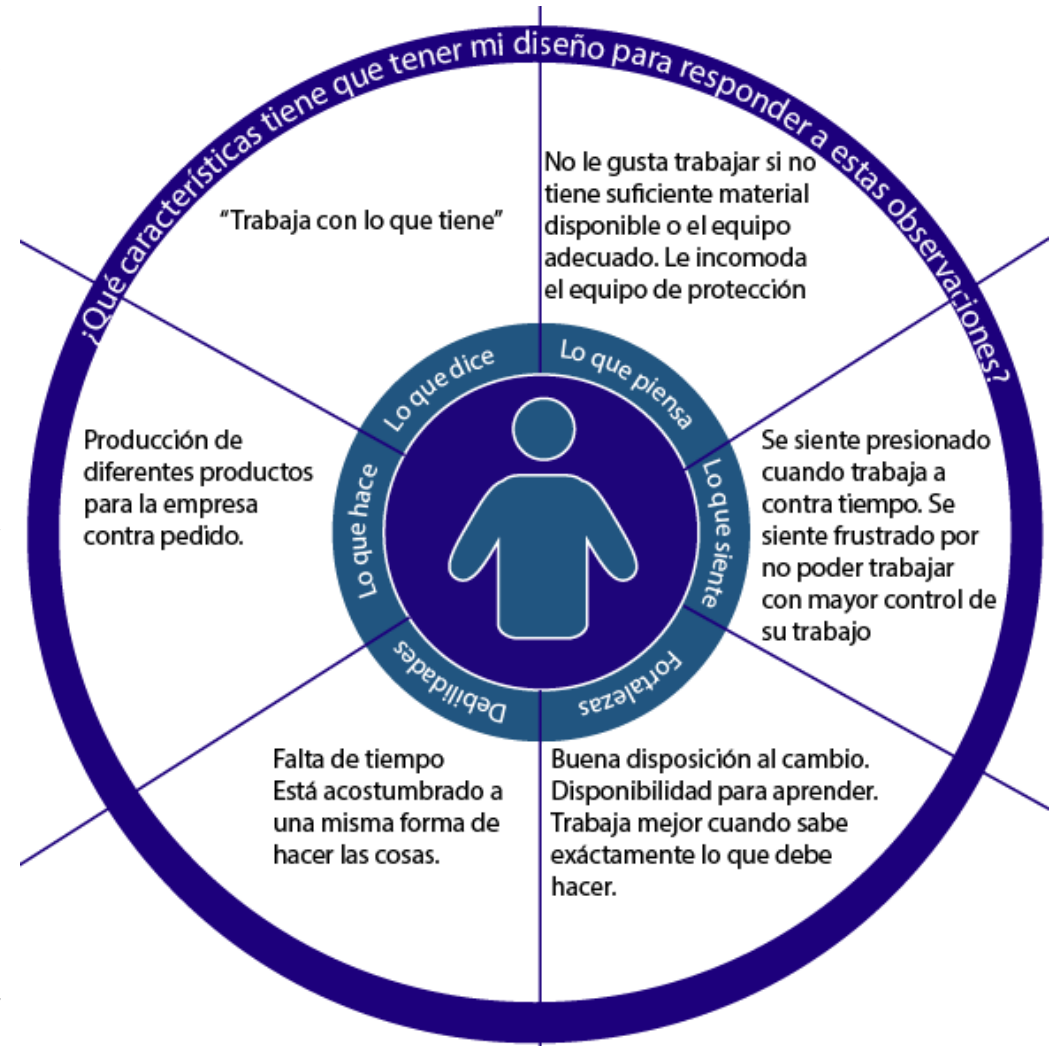 ¿Qué características tiene que tener mi diseño para responder a estas observaciones?
“Trabaja con lo que tiene”
No le gusta trabajar si no
tiene suficiente material
disponible o el equipo
adecuado. Le incomoda
el equipo de protección
Lo que dice
Lo que piensa
Producción de
diferentes productos
para la empresa
contra pedido.
Lo que hace
Lo que siente
Se siente presionado
cuando trabaja a
contra tiempo. Se
siente frustrado por
no poder trabajar
con mayor control de
su trabajo
Debilidades
Fortalezas
Falta de tiempo
Está acostumbrado a
una misma forma de
hacer las cosas.
Buena disposición al cambio.
Disponibilidad para aprender.
Trabaja mejor cuando sabe
exáctamente lo que debe
hacer.